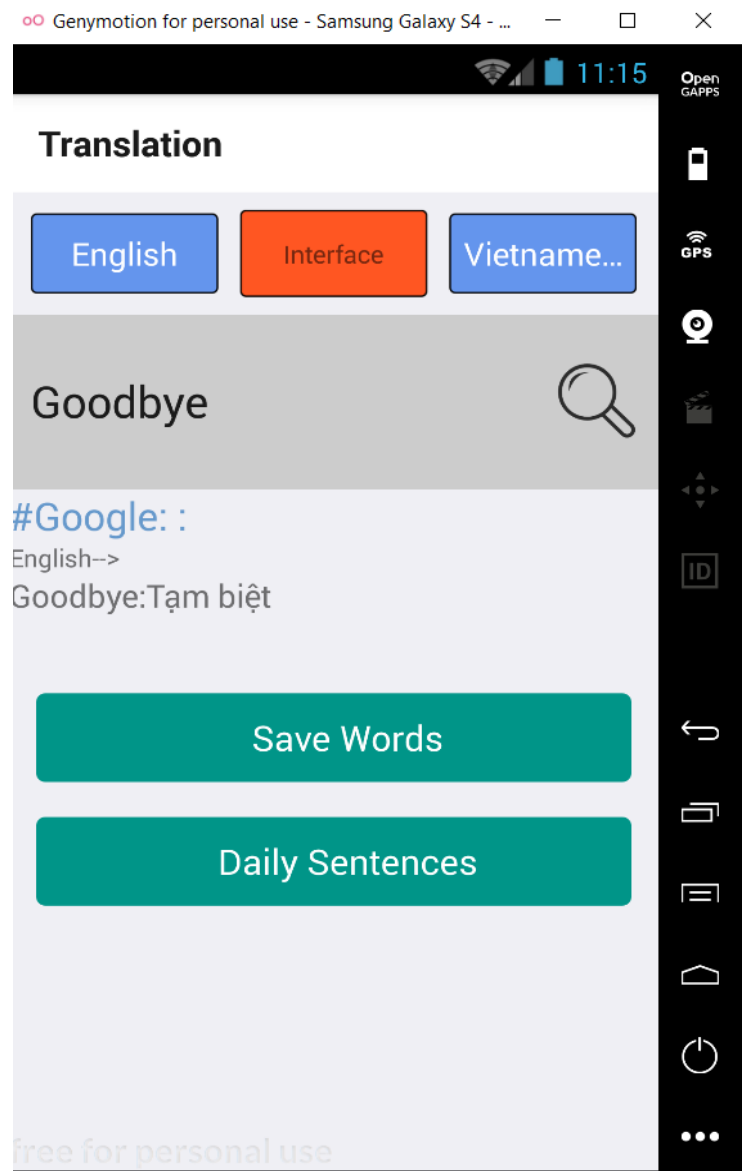 Genymotion for personal use - Samsung Galaxy S4 - ...
11:15
Open
GAPPS
Translation
English
Interface
Vietname...
GPS
Goodbye
#Google: :
English-->
Goodbye:Tạm biệt
ID
Save Words
Daily Sentences
free for personal use